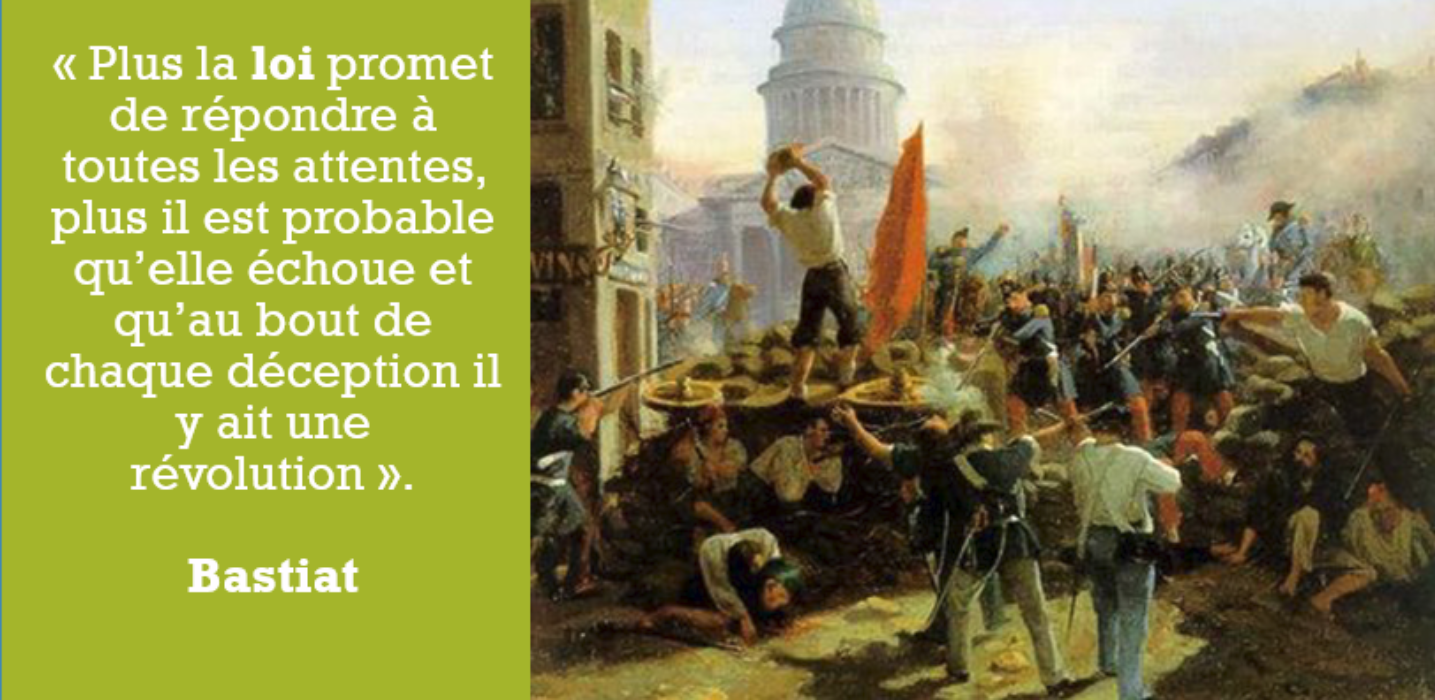 « Plus la loi promet
de répondre à
toutes les attentes,
plus il est probable
qu’elle échoue et
qu’au bout de
chaque déception il
y ait une
révolution ».
Bastiat
VINS